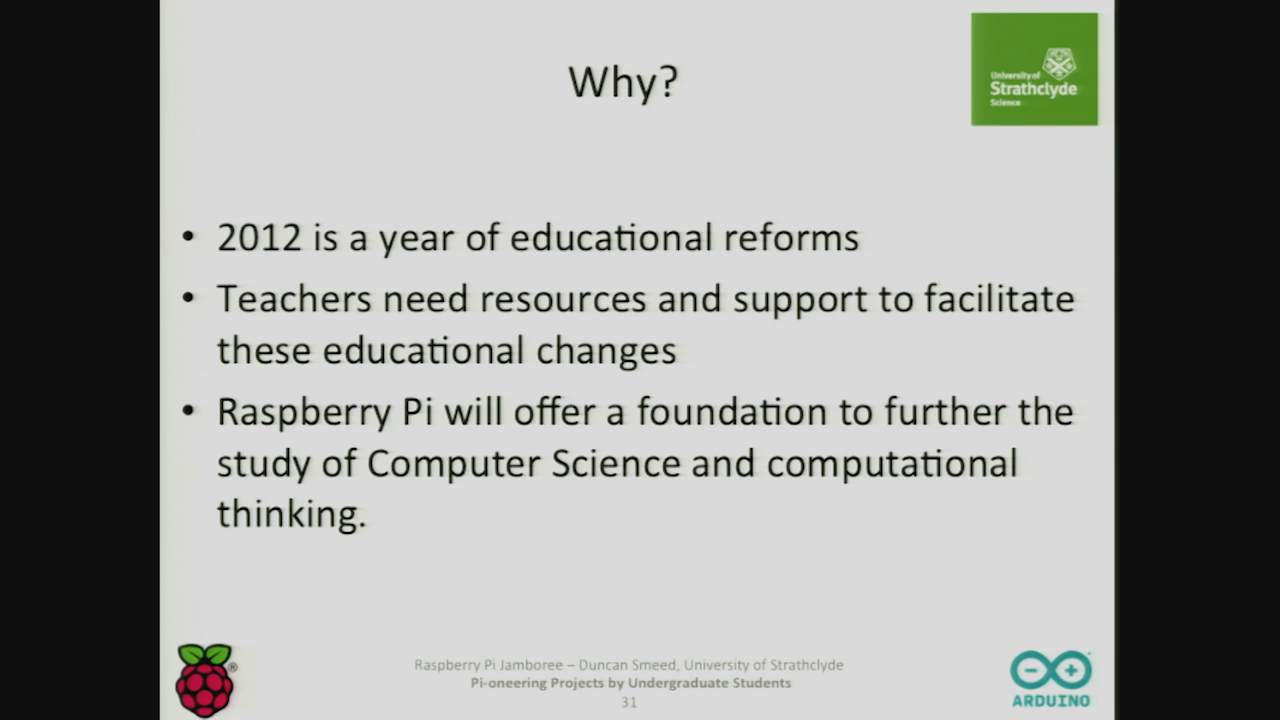 Why?
University of
Strathclyde
Science
• 2012 is a year of educational reforms
• Teachers need resources and support to facilitate
these educational changes
• Raspberry Pi will offer a foundation to further the
study of Computer Science and computational
thinking.
Raspberry Pi Jamboree – Duncan Smeed, University of Strathclyde
Pi-oneering Projects by Undergraduate Students
31
®
ARDUINO